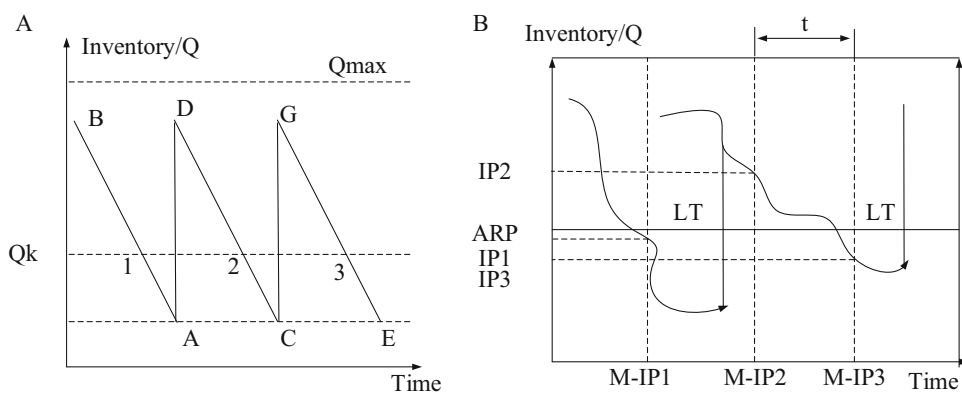 A
Inventory/Q
Qmax
B
D
G
Qk
1
2
3
A
C
E
Time
B
Inventory/Q
t
IP2
LT
LT
ARP
IP1
IP3
M-IP1
M-IP2
M-IP3
Time